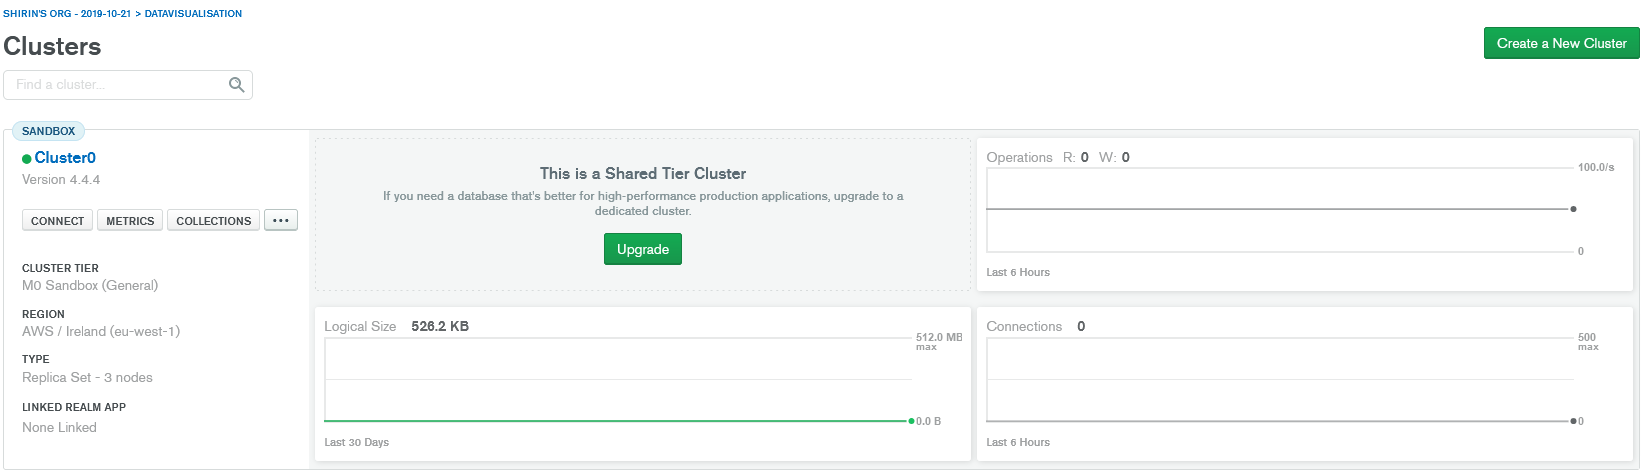 SHIRIN'S ORG - 2019-10-21 > DATAVISUALISATION
Clusters
Create a New Cluster
Find a cluster...
SANDBOX
Cluster0
Version 4.4.4
CONNECT METRICS COLLECTIONS ...
CLUSTER TIER
M0 Sandbox (General)
REGION
AWS / Ireland (eu-west-1)
TYPE
Replica Set - 3 nodes
LINKED REALM APP
None Linked
This is a Shared Tier Cluster
If you need a database that's better for high-performance production applications, upgrade to a
dedicated cluster.
Upgrade
Operations R: 0 W: 0
100.0/s
0
Last 6 Hours
Logical Size 526.2 KB
512.0 MB
max
0.0 B
Last 30 Days
Connections 0
500
max
0
Last 6 Hours